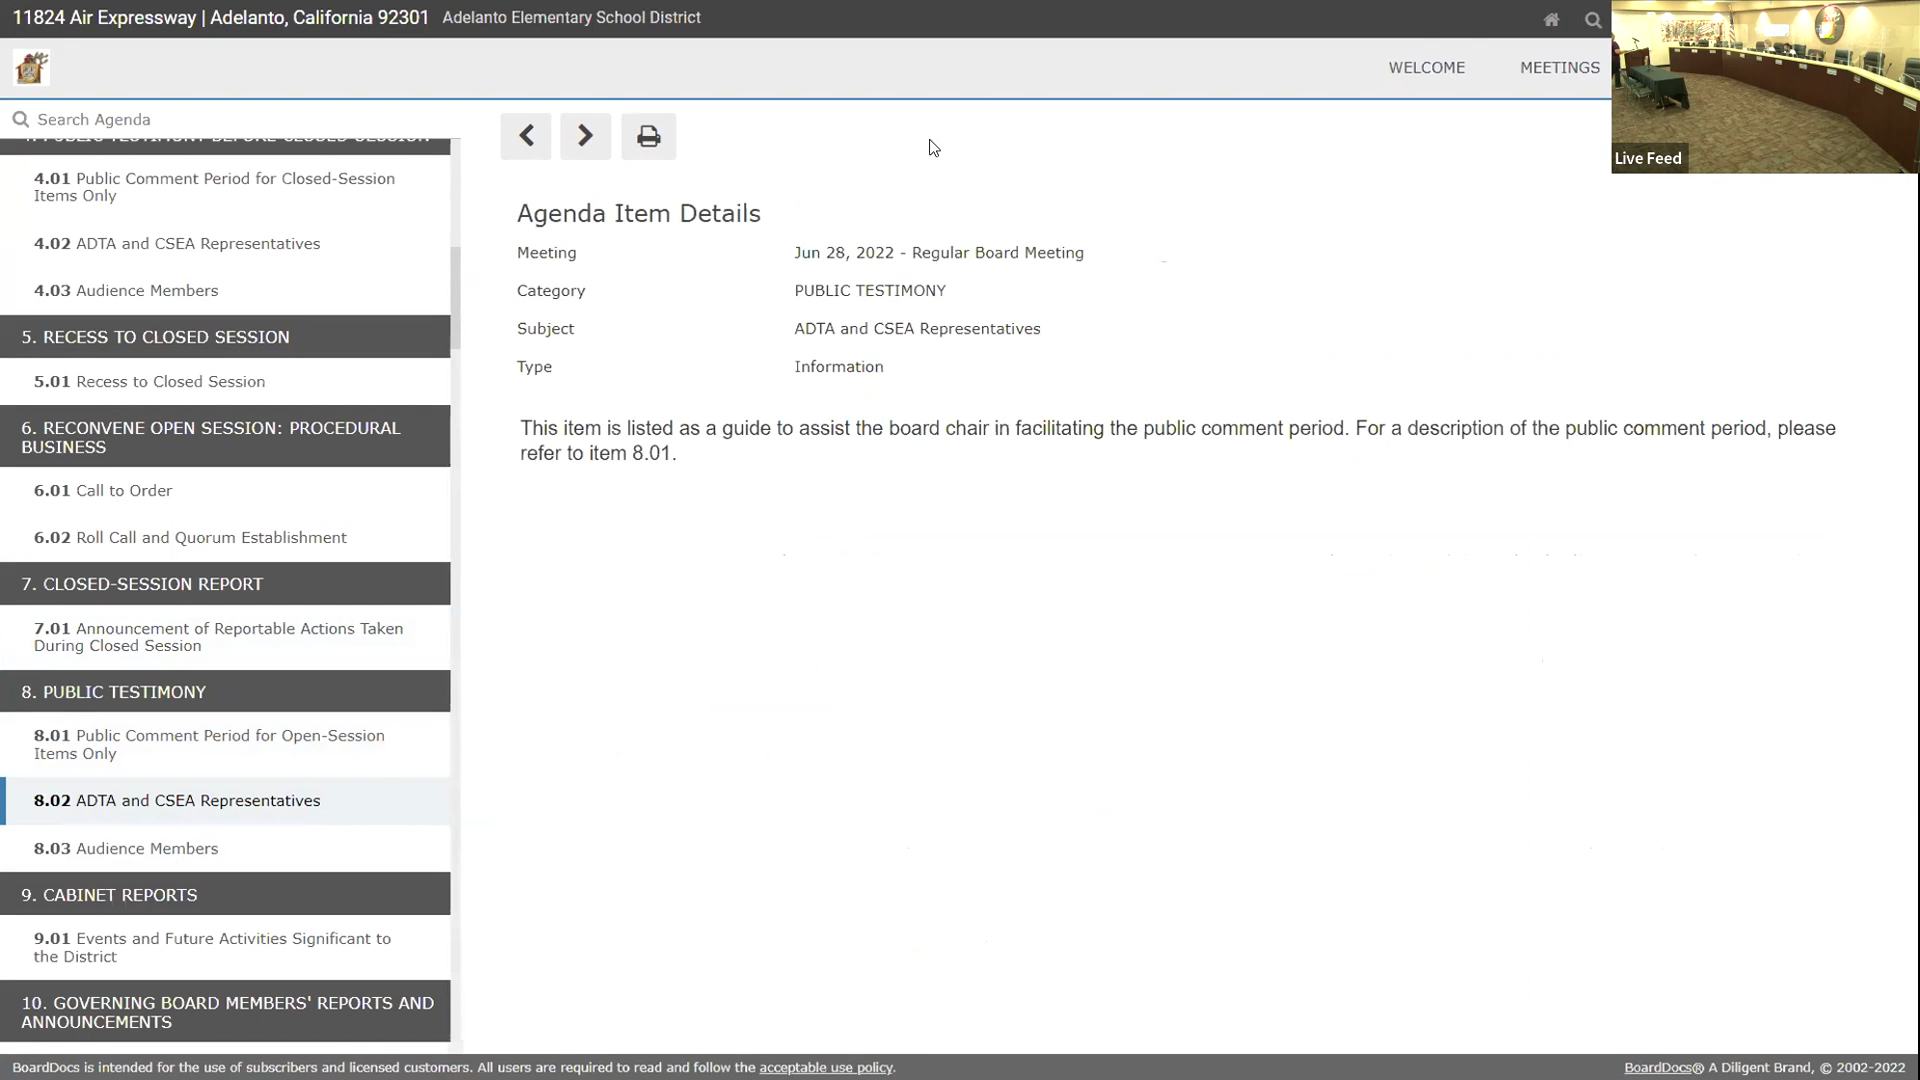 11824 Air Expressway | Adelanto, California 92301 Adelanto Elementary School District
WELCOME MEETINGS
Live Feed
Search Agenda
4. PUBLIC TESTIMONY BEFORE CLOSED SESSION
4.01 Public Comment Period for Closed-Session
Items Only
4.02 ADTA and CSEA Representatives
4.03 Audience Members
5. RECESS TO CLOSED SESSION
5.01 Recess to Closed Session
6. RECONVENE OPEN SESSION: PROCEDURAL
BUSINESS
6.01 Call to Order
6.02 Roll Call and Quorum Establishment
7. CLOSED-SESSION REPORT
7.01 Announcement of Reportable Actions Taken
During Closed Session
8. PUBLIC TESTIMONY
8.01 Public Comment Period for Open-Session
Items Only
8.02 ADTA and CSEA Representatives
8.03 Audience Members
9. CABINET REPORTS
9.01 Events and Future Activities Significant to
the District
10. GOVERNING BOARD MEMBERS' REPORTS AND
ANNOUNCEMENTS
Agenda Item Details
Meeting Jun 28, 2022 - Regular Board Meeting
Category PUBLIC TESTIMONY
Subject ADTA and CSEA Representatives
Type Information
This item is listed as a guide to assist the board chair in facilitating the public comment period. For a description of the public comment period, please
refer to item 8.01.
BoardDocs is intended for the use of subscribers and licensed customers. All users are required to read and follow the acceptable use policy.
BoardDocs® A Diligent Brand, © 2002-2022